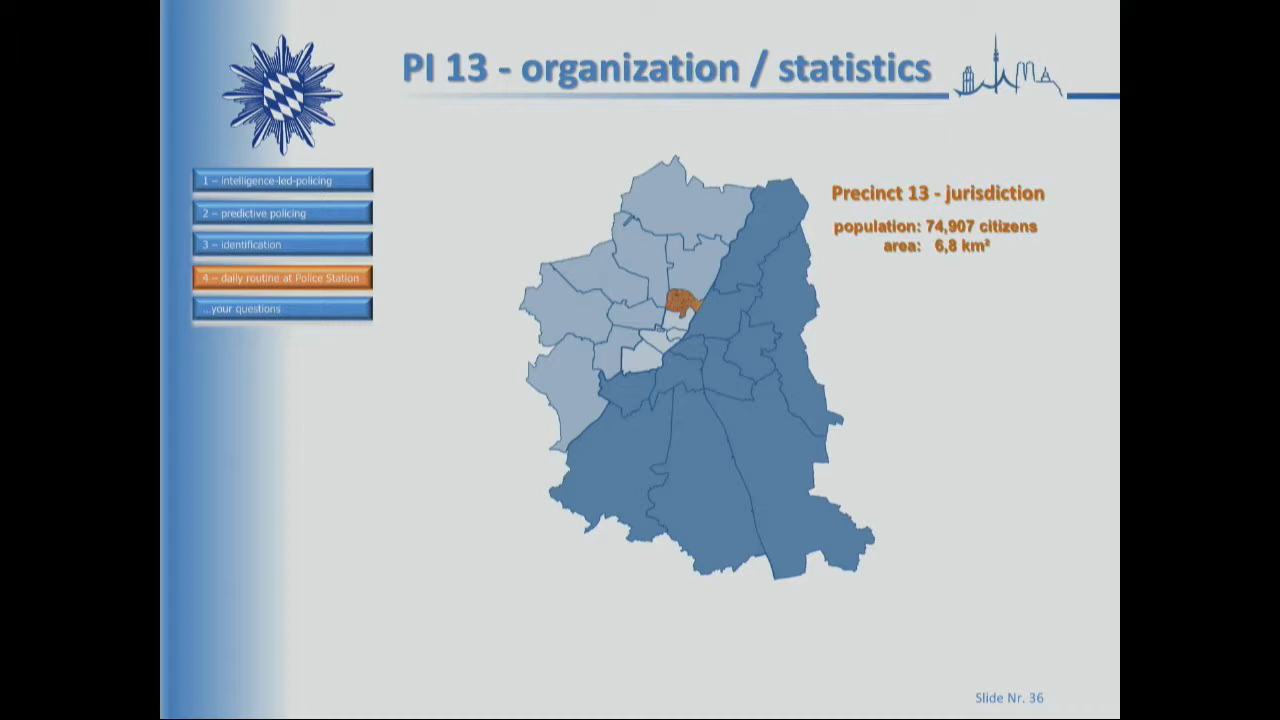 PI 13 - organization / statistics
1 – intelligence-led-policing
2 – predictive policing
3 – identification
4 – daily routine at Police Station
...your questions
Precinct 13 - jurisdiction
population: 74,907 citizens
area: 6,8 km²
Slide Nr. 36